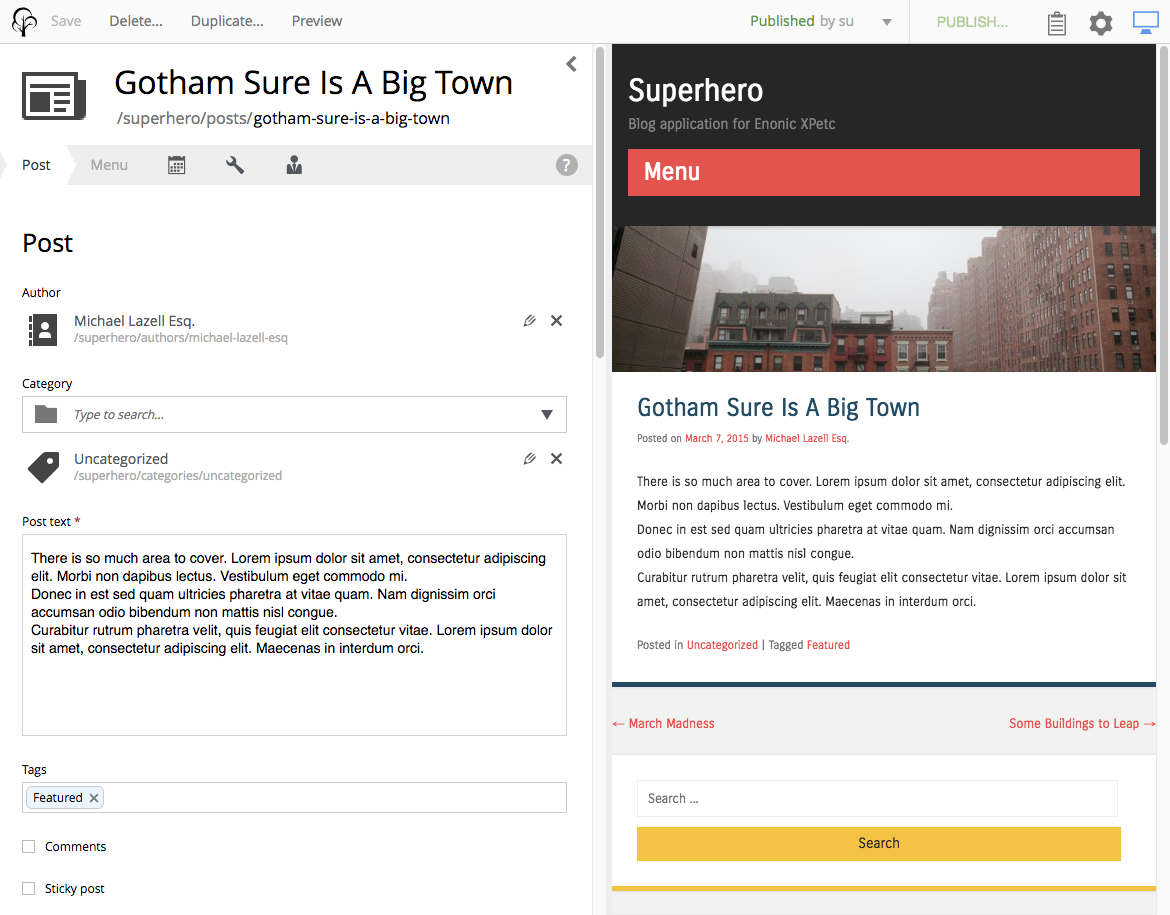 Save Delete... Duplicate... Preview Published by su PUBLISH...
Gotham Sure Is A Big Town
/superhero/posts/gotham-sure-is-a-big-town
Post Menu ?
Post
Author
Michael Lazell Esq.
/superhero/authors/michael-lazell-esq
Category
Type to search...
Uncategorized
/superhero/categories/uncategorized
Post text *
There is so much area to cover. Lorem ipsum dolor sit amet, consectetur adipiscing
elit. Morbi non dapibus lectus. Vestibulum eget commodo mi.
Donec in est sed quam ultricies pharetra at vitae quam. Nam dignissim orci
accumsan odio bibendum non mattis nisl congue.
Curabitur rutrum pharetra velit, quis feugiat elit consectetur vitae. Lorem ipsum dolor
sit amet, consectetur adipiscing elit. Maecenas in interdum orci.
Tags
Featured
Comments
Sticky post
Superhero
Blog application for Enonic XPetc
Menu
Gotham Sure Is A Big Town
Posted on March 7, 2015 by Michael Lazell Esq.
There is so much area to cover. Lorem ipsum dolor sit amet, consectetur adipiscing elit.
Morbi non dapibus lectus. Vestibulum eget commodo mi.
Donec in est sed quam ultricies pharetra at vitae quam. Nam dignissim orci accumsan
odio bibendum non mattis nisl congue.
Curabitur rutrum pharetra velit, quis feugiat elit consectetur vitae. Lorem ipsum dolor sit
amet, consectetur adipiscing elit. Maecenas in interdum orci.
Posted in Uncategorized | Tagged Featured
← March Madness Some Buildings to Leap →
Search ...
Search